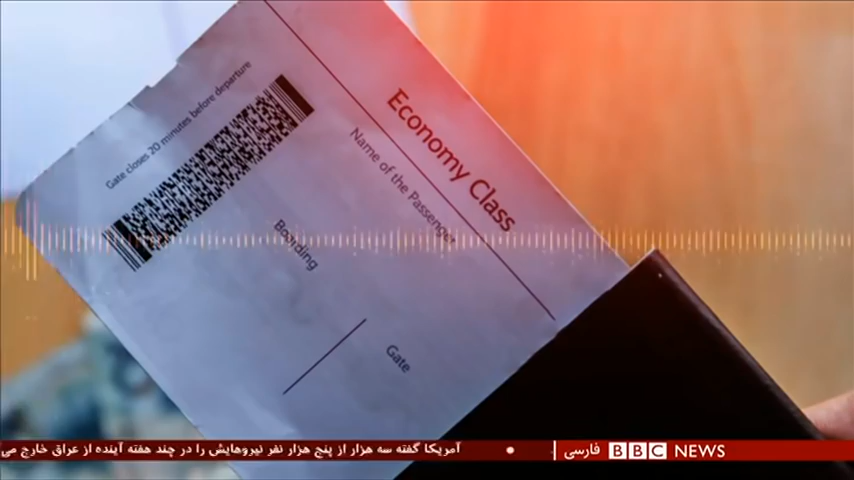 Economy Class
Name of the Passenger
Gate closes 20 minutes before departure
Boarding
Gate
آمریکا گفته سه هزار از پنج هزار نفر نیروهایش را در چند هفته آینده از عراق خارج می
BBC NEWS فارسی